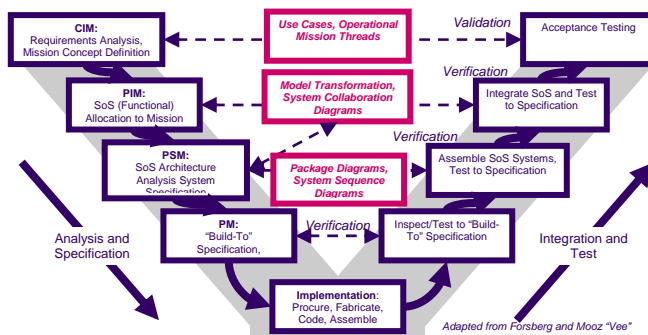 CIM:
Requirements Analysis,
Mission Concept Definition
Use Cases, Operational
Mission Threads
Validation
Acceptance Testing
PIM:
SoS (Functional)
Allocation to Mission
Model Transformation,
System Collaboration
Diagrams
Verification
Integrate SoS and Test
to Specification
PSM:
SoS Architecture
Analysis System
Specification
Package Diagrams,
System Sequence
Diagrams
Verification
Assemble SoS Systems,
Test to Specification
Analysis and
Specification
PM:
“Build-To”
Specification,
Verification
Inspect/Test to “Build-
To” Specification
Integration and
Test
Implementation:
Procure, Fabricate,
Code, Assemble
Adapted from Forsberg and Mooz “Vee”